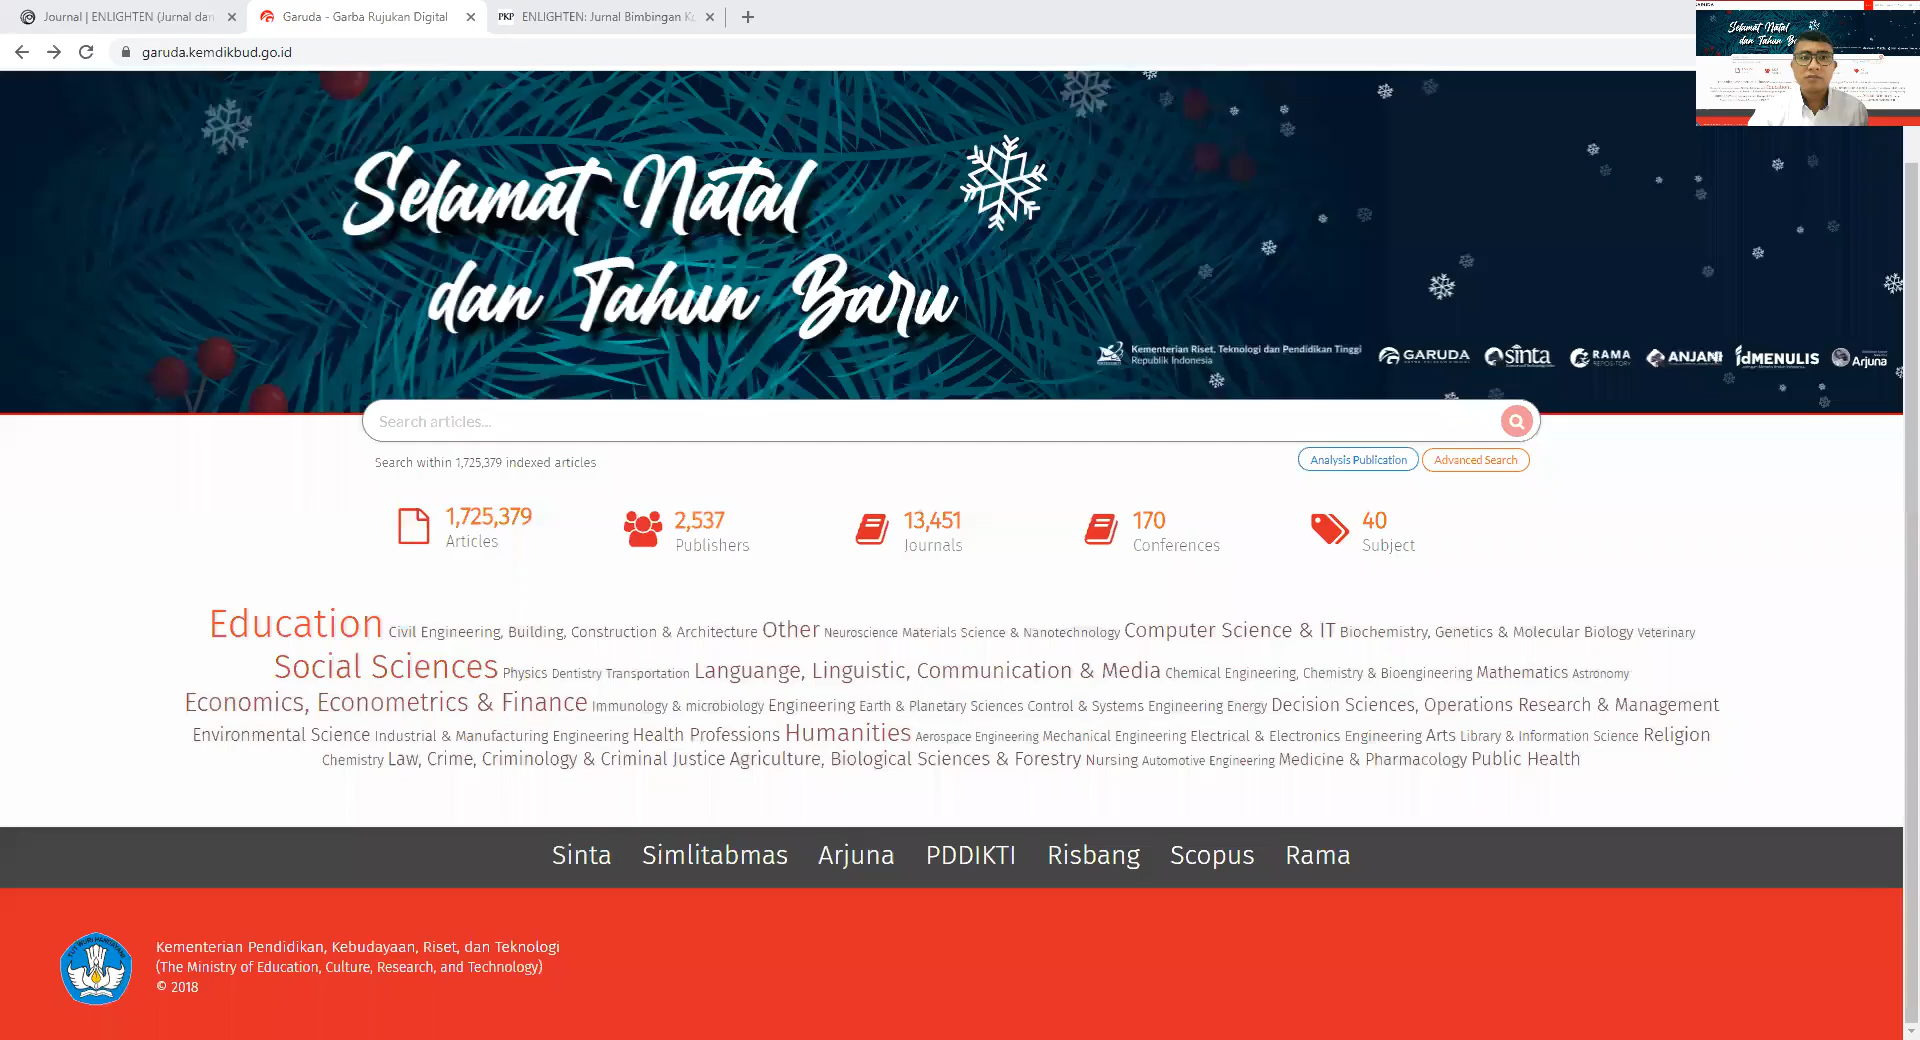 Journal | ENLIGHTEN (Jurnal dar
Garuda - Garba Rujukan Digital
PKP ENLIGHTEN: Jurnal Bimbingan Ko
garuda.kemdikbud.go.id
Selamat Natal
dan Tahun Baru
Selamat Natal
dan Tahun
Kementerian Riset, Teknologi dan Pendidikan Tinggi
Republik Indonesia
GARUDA
sinta
RAMA
REPOSITORY
ANJANI
idMENULIS
Arjuna
Search articles...
Search within 1,725,379 indexed articles
Analysis Publication
Advanced Search
1,725,379
Articles
2,537
Publishers
13,451
Journals
170
Conferences
40
Subject
Education Civil Engineering, Building, Construction & Architecture Other Neuroscience Materials Science & Nanotechnology Computer Science & IT Biochemistry, Genetics & Molecular Biology Veterinary
Social Sciences Physics Dentistry Transportation Languange, Linguistic, Communication & Media Chemical Engineering, Chemistry & Bioengineering Mathematics Astronomy
Economics, Econometrics & Finance Immunology & microbiology Engineering Earth & Planetary Sciences Control & Systems Engineering Energy Decision Sciences, Operations Research & Management
Environmental Science Industrial & Manufacturing Engineering Health Professions Humanities Aerospace Engineering Mechanical Engineering Electrical & Electronics Engineering Arts Library & Information Science Religion
Chemistry Law, Crime, Criminology & Criminal Justice Agriculture, Biological Sciences & Forestry Nursing Automotive Engineering Medicine & Pharmacology Public Health
Sinta Simlitabmas Arjuna PDDIKTI Risbang Scopus Rama
TUT WURI HANDAYANI
Kementerian Pendidikan, Kebudayaan, Riset, dan Teknologi
(The Ministry of Education, Culture, Research, and Technology)
© 2018